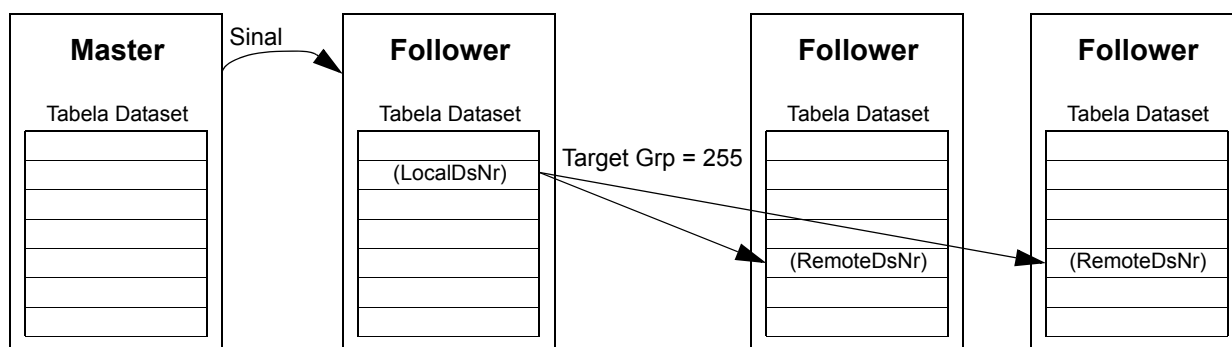 Master
Sinal
Follower
Follower
Follower
Tabela Dataset
Tabela Dataset
Tabela Dataset
Tabela Dataset
(LocalDsNr)
Target Grp = 255
(RemoteDsNr)
(RemoteDsNr)